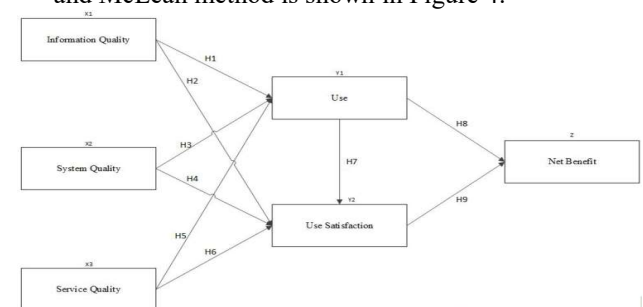 and McLean method is shown in Figure 4.
X1
Information Quality
H1
H2
Y1
Use
H8
X2
System Quality
H3
H4
H7
Z
Net Benefit
Y2
Use Satisfaction
H9
H5
H6
X3
Service Quality